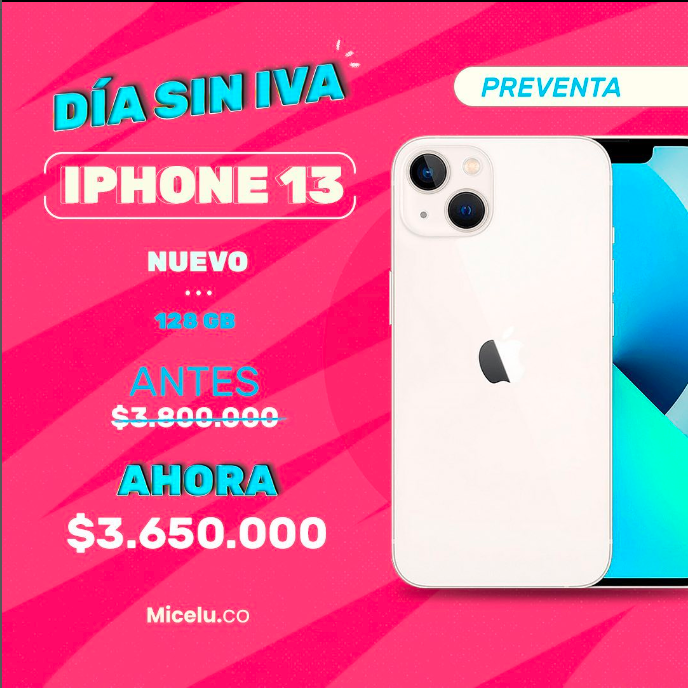 DÍA SIN IVA
PREVENTA
IPHONE 13
NUEVO
...
128 GB
ANTES
$3.800.000
AHORA
$3.650.000
Micelu.co